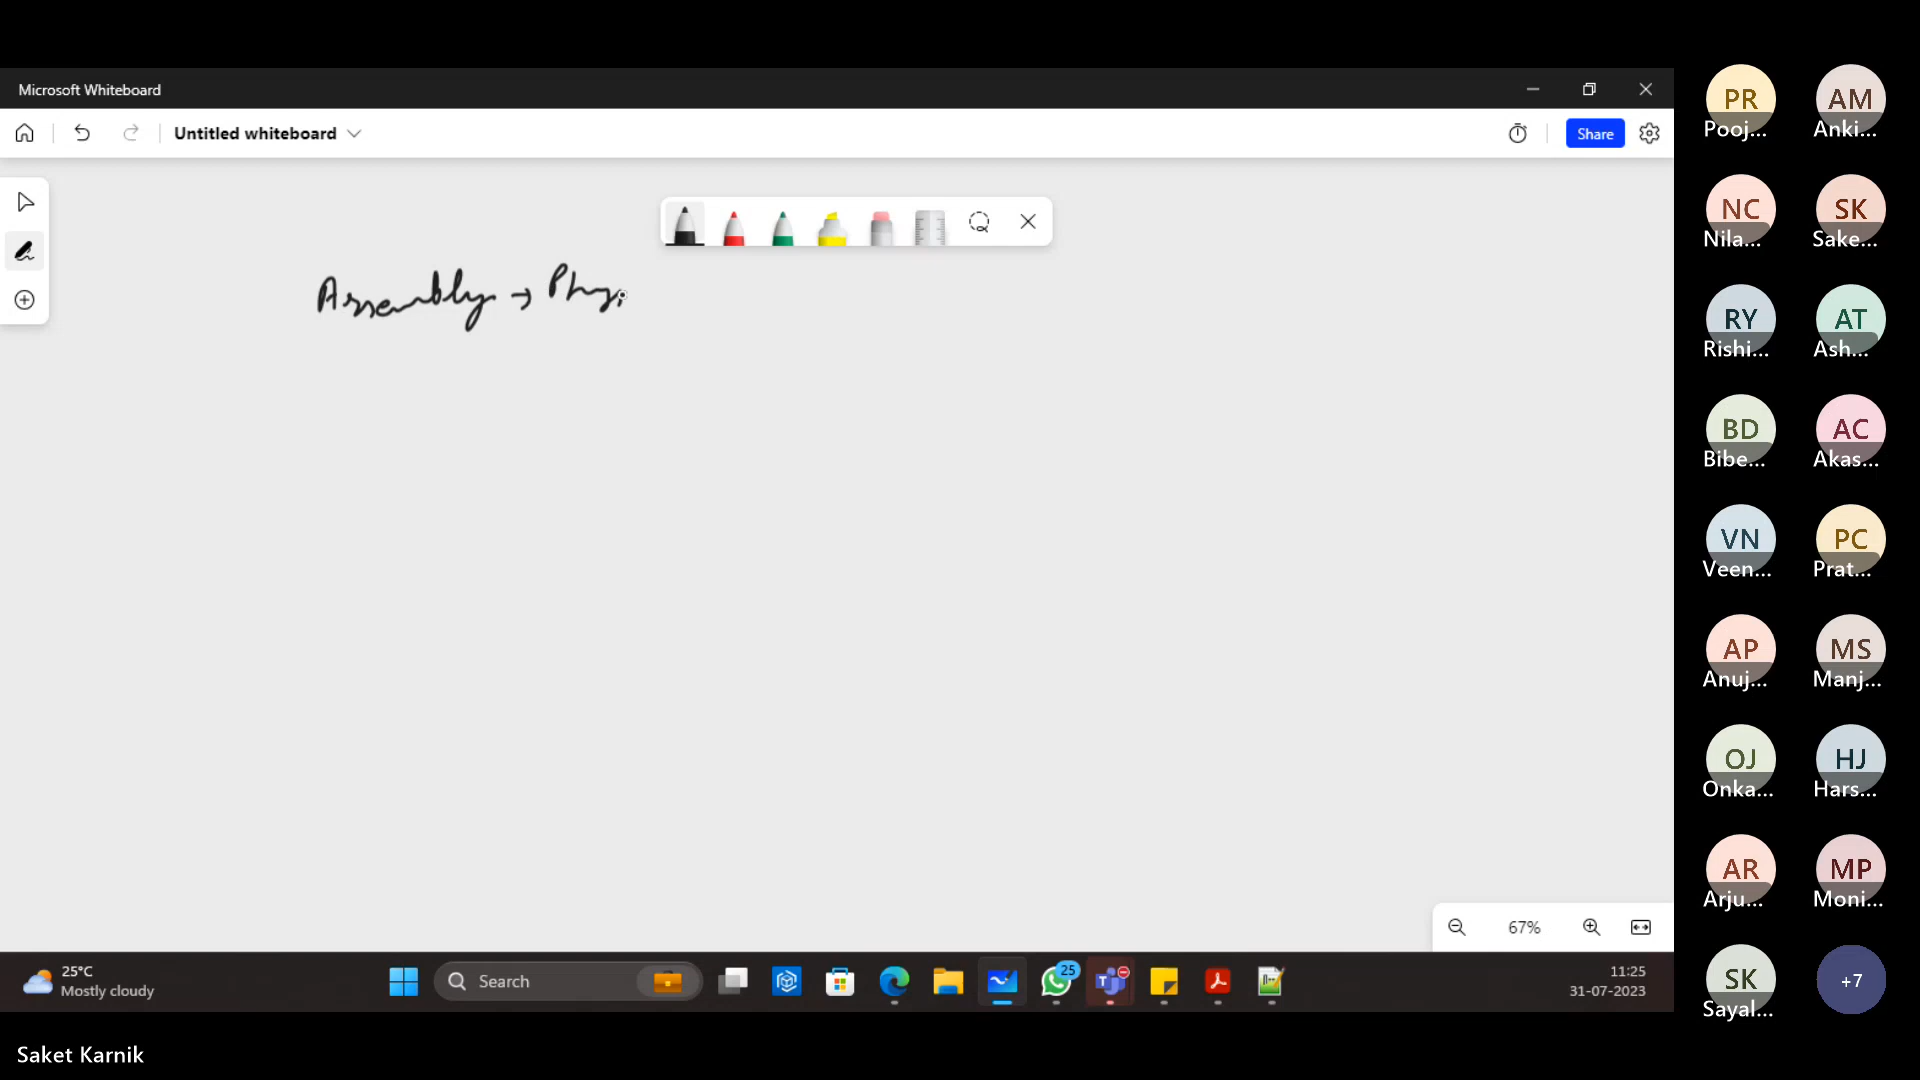 Microsoft Whiteboard
Untitled whiteboard
Share
Assembly → Phys
67%
25°C
Mostly cloudy
Search
25
11:25
31-07-2023
PR
Pooj...
AM
Anki...
NC
Nila...
SK
Sake...
RY
Rishi...
AT
Ash...
BD
Bibe...
AC
Akas...
VN
Veen...
PC
Prat...
AP
Anuj...
MS
Manj...
OJ
Onka...
HJ
Hars...
AR
Arju...
MP
Moni...
SK
Sayal...
+7
Saket Karnik